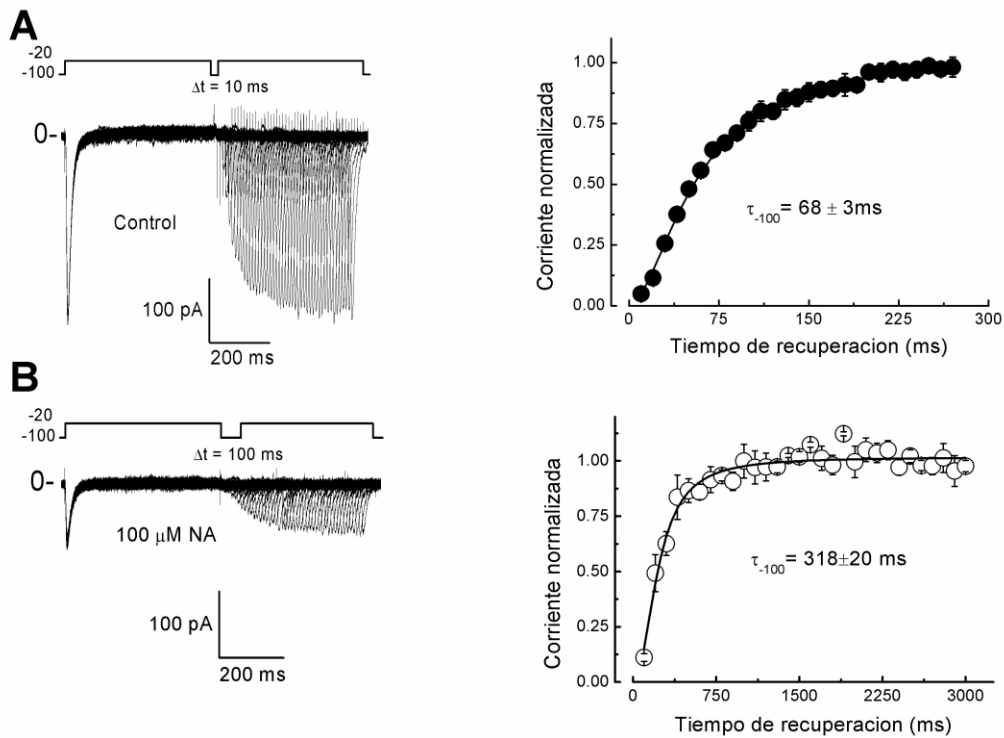 A
-20
-100
Δt = 10 ms
0-
Control
100 pA
200 ms
Corriente normalizada
1.00
0.75
0.50
0.25
0.00
τ-100= 68 ± 3ms
0 75 150 225 300
Tiempo de recuperacion (ms)
B
-20
-100
Δt = 100 ms
0-
100 μM NA
100 pA
200 ms
Corriente normalizada
1.00
0.75
0.50
0.25
0.00
τ-100= 318±20 ms
0 750 1500 2250 3000
Tiempo de recuperacion (ms)